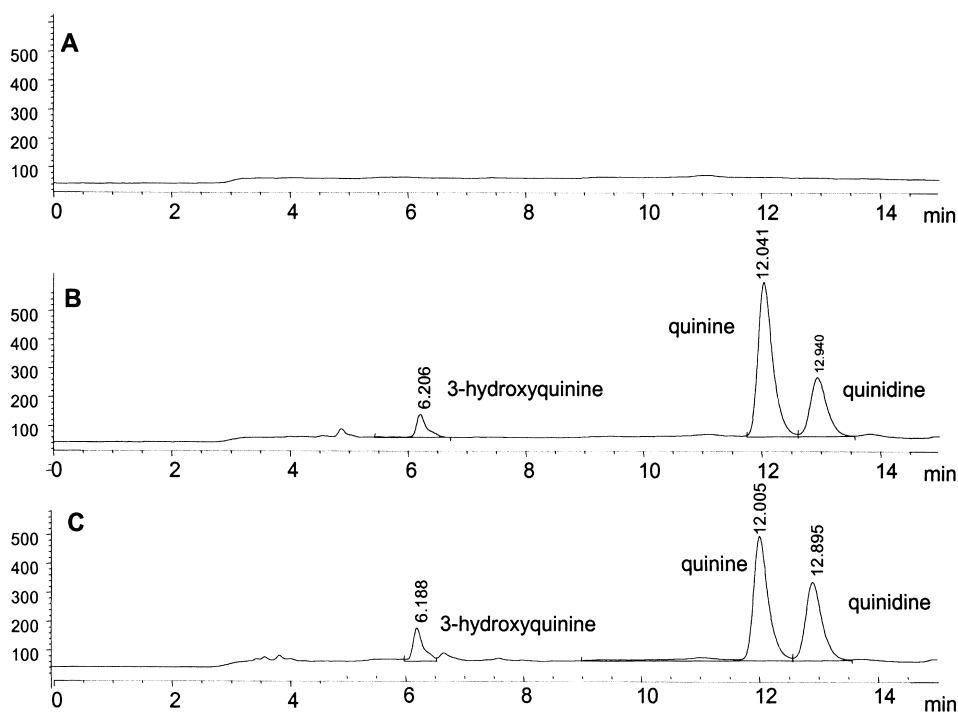 A
500
400
300
200
100
0 2 4 6 8 10 12 14 min
B
12.041
quinine
500
400
300
200
100
6.206
3-hydroxyquinine
12.940
quinidine
0 2 4 6 8 10 12 14 min
C
12.005
500
400
300
200
100
12.895
quinine
quinidine
6.188
3-hydroxyquinine
0 2 4 6 8 10 12 14 min